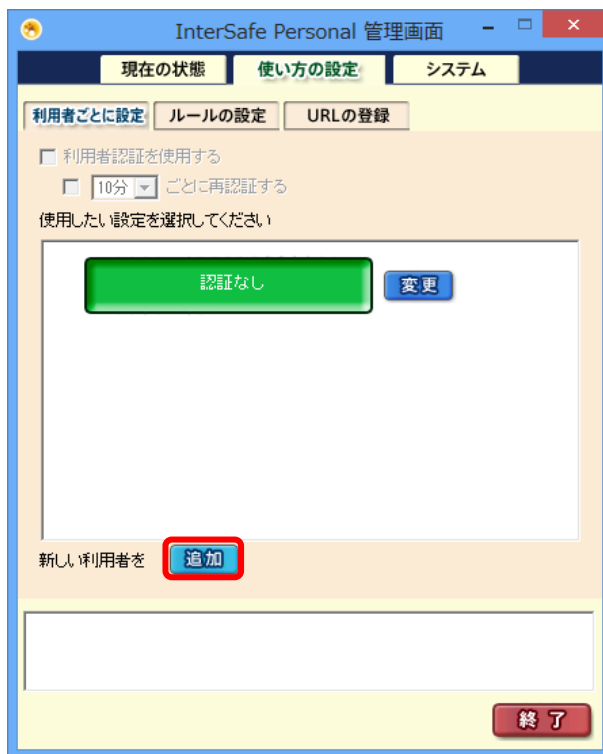 InterSafe Personal 管理画面
現在の状態 使い方の設定 システム
利用者ごとに設定 ルールの設定 URLの登録
利用者認証を使用する
10分 ごとに再認証する
使用したい設定を選択してください
認証なし 変更
新しい利用者を 追加
終了